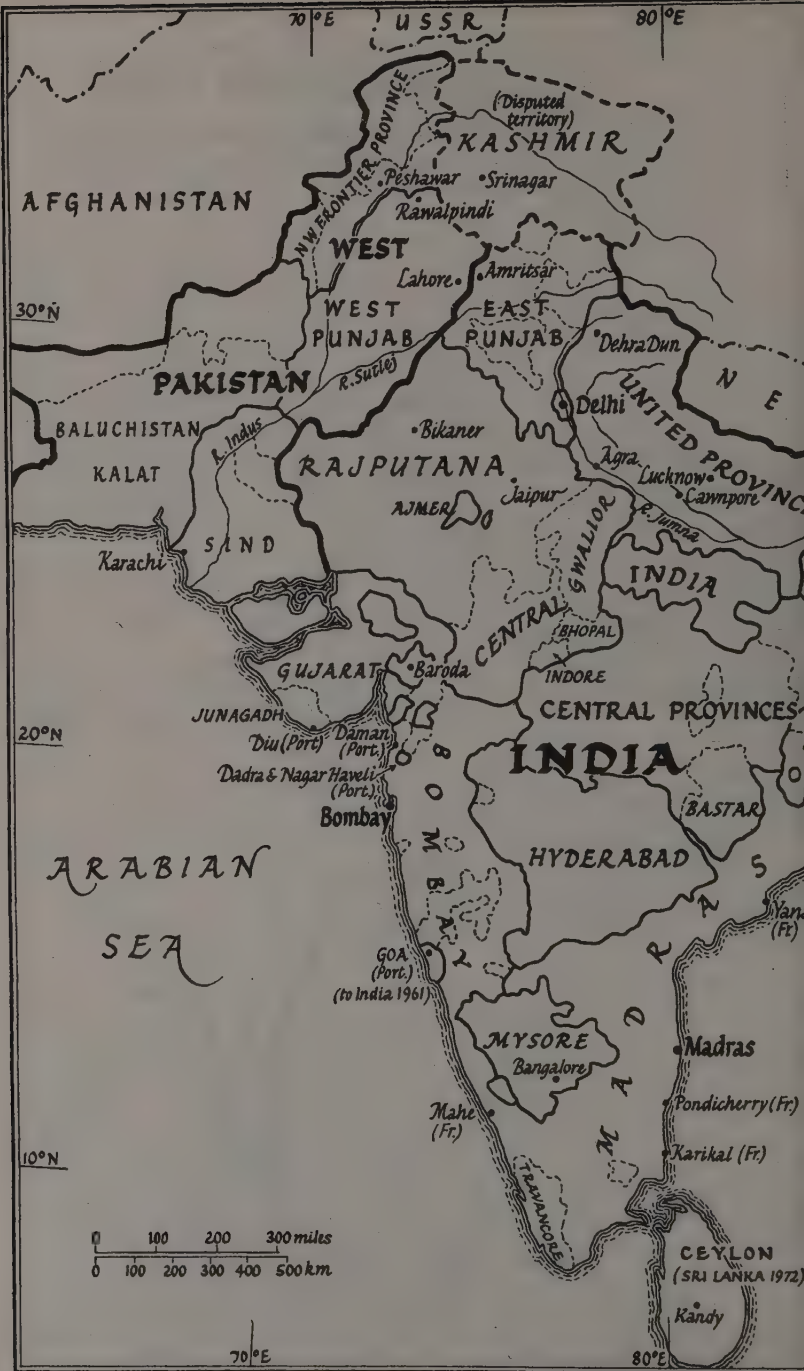 70°E
USSR
80°E
(Disputed
territory)
KASHMIR
NW FRONTIER PROVINCE
Peshawar
Srinagar
AFGHANISTAN
Rawalpindi
WEST
Lahore
Amritsar
30°N
WEST
PUNJAB
EAST
PUNJAB
Dehra Dun
R. Sutlej
PAKISTAN
N E
Delhi
UNITED PROVINC
BALUCHISTAN
R. Indus
Bikaner
KALAT
RAJPUTANA
Agra
Lucknow
Jaipur
Cawnpore
AJMER
R. Jumna
SIND
Karachi
GWALIOR
INDIA
CENTRAL
BHOPAL
GUJARAT
Baroda
INDORE
JUNAGADH
CENTRAL PROVINCES
20°N
Diu (Port)
Daman
(Port.)
INDIA
Dadra & Nagar Haveli
(Port.)
BOMBAY
O
Bombay
BASTAR
HYDERABAD
ARABIAN
SEA
Yana
(Fr)
GOA
(Port.)
(to India 1961)
MADRAS
MYSORE
Bangalore
Madras
Mahe
(Fr.)
Pondicherry (Fr.)
10°N
Karikal (Fr.)
TRAVANCORE
0 100 200 300 miles
0 100 200 300 400 500 km
CEYLON
(SRI LANKA 1972)
Kandy
70°E
80°E